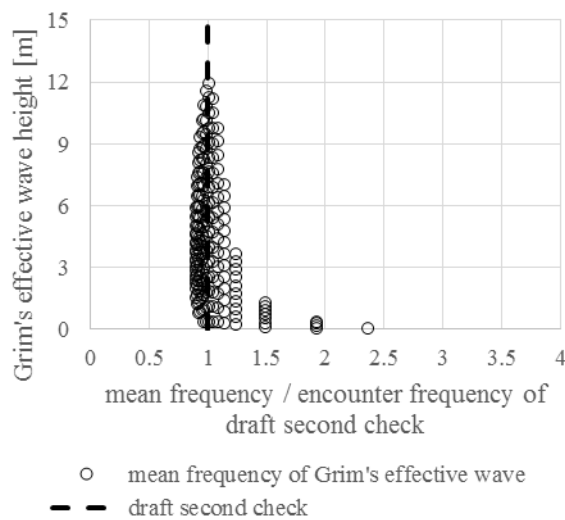 Grim's effective wave height [m]
15
12
9
6
3
0
0 0.5 1 1.5 2 2.5 3 3.5 4
mean frequency / encounter frequency of
draft second check
mean frequency of Grim's effective wave
draft second check